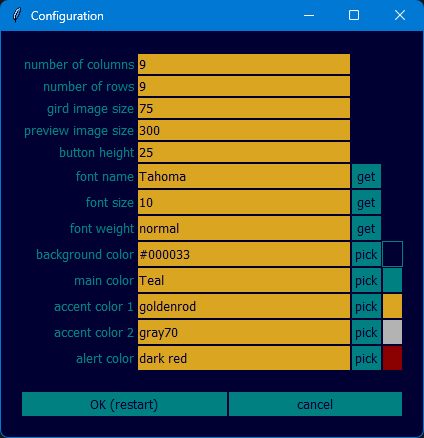 Configuration
number of columns 9
number of rows 9
gird image size 75
preview image size 300
button height 25
font name Tahoma get
font size 10 get
font weight normal get
background color #000033 pick
main color Teal pick
accent color 1 goldenrod pick
accent color 2 gray70 pick
alert color dark red pick
OK (restart) cancel